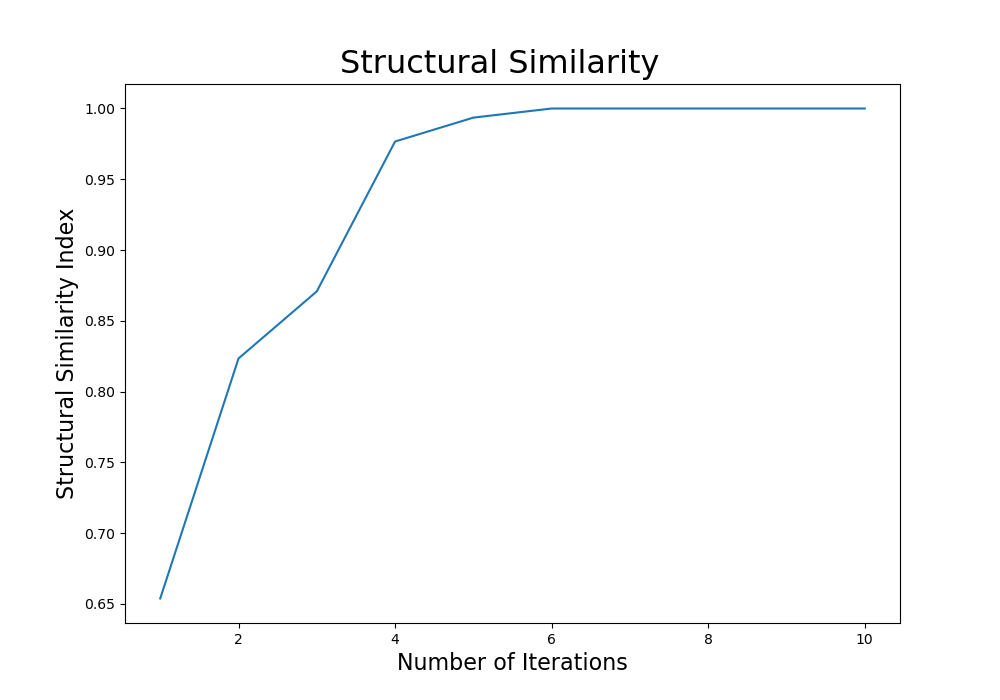 Structural Similarity
Structural Similarity Index
1.00
0.95
0.90
0.85
0.80
0.75
0.70
0.65
2 4 6 8 10
Number of Iterations